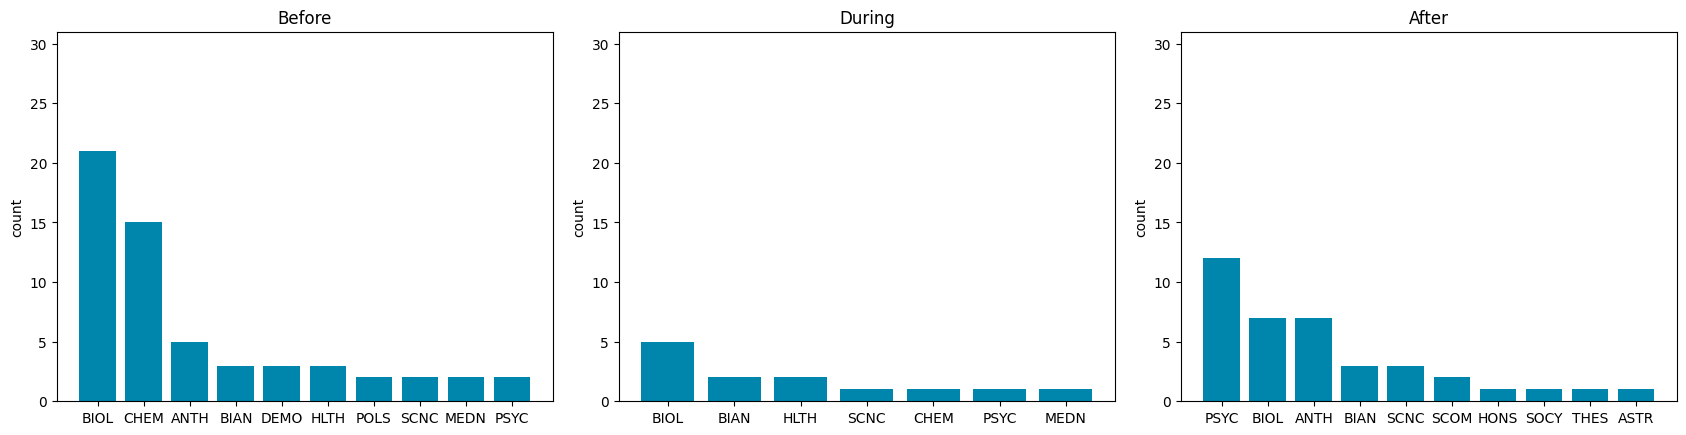 Before
30
25
20
15
10
5
0
count
BIOL CHEM ANTH BIAN DEMO HLTH POLS SCNC MEDN PSYC
During
30
25
20
15
10
5
0
count
BIOL BIAN HLTH SCNC CHEM PSYC MEDN
After
30
25
20
15
10
5
0
count
PSYC BIOL ANTH BIAN SCNC SCOM HONS SOCY THES ASTR